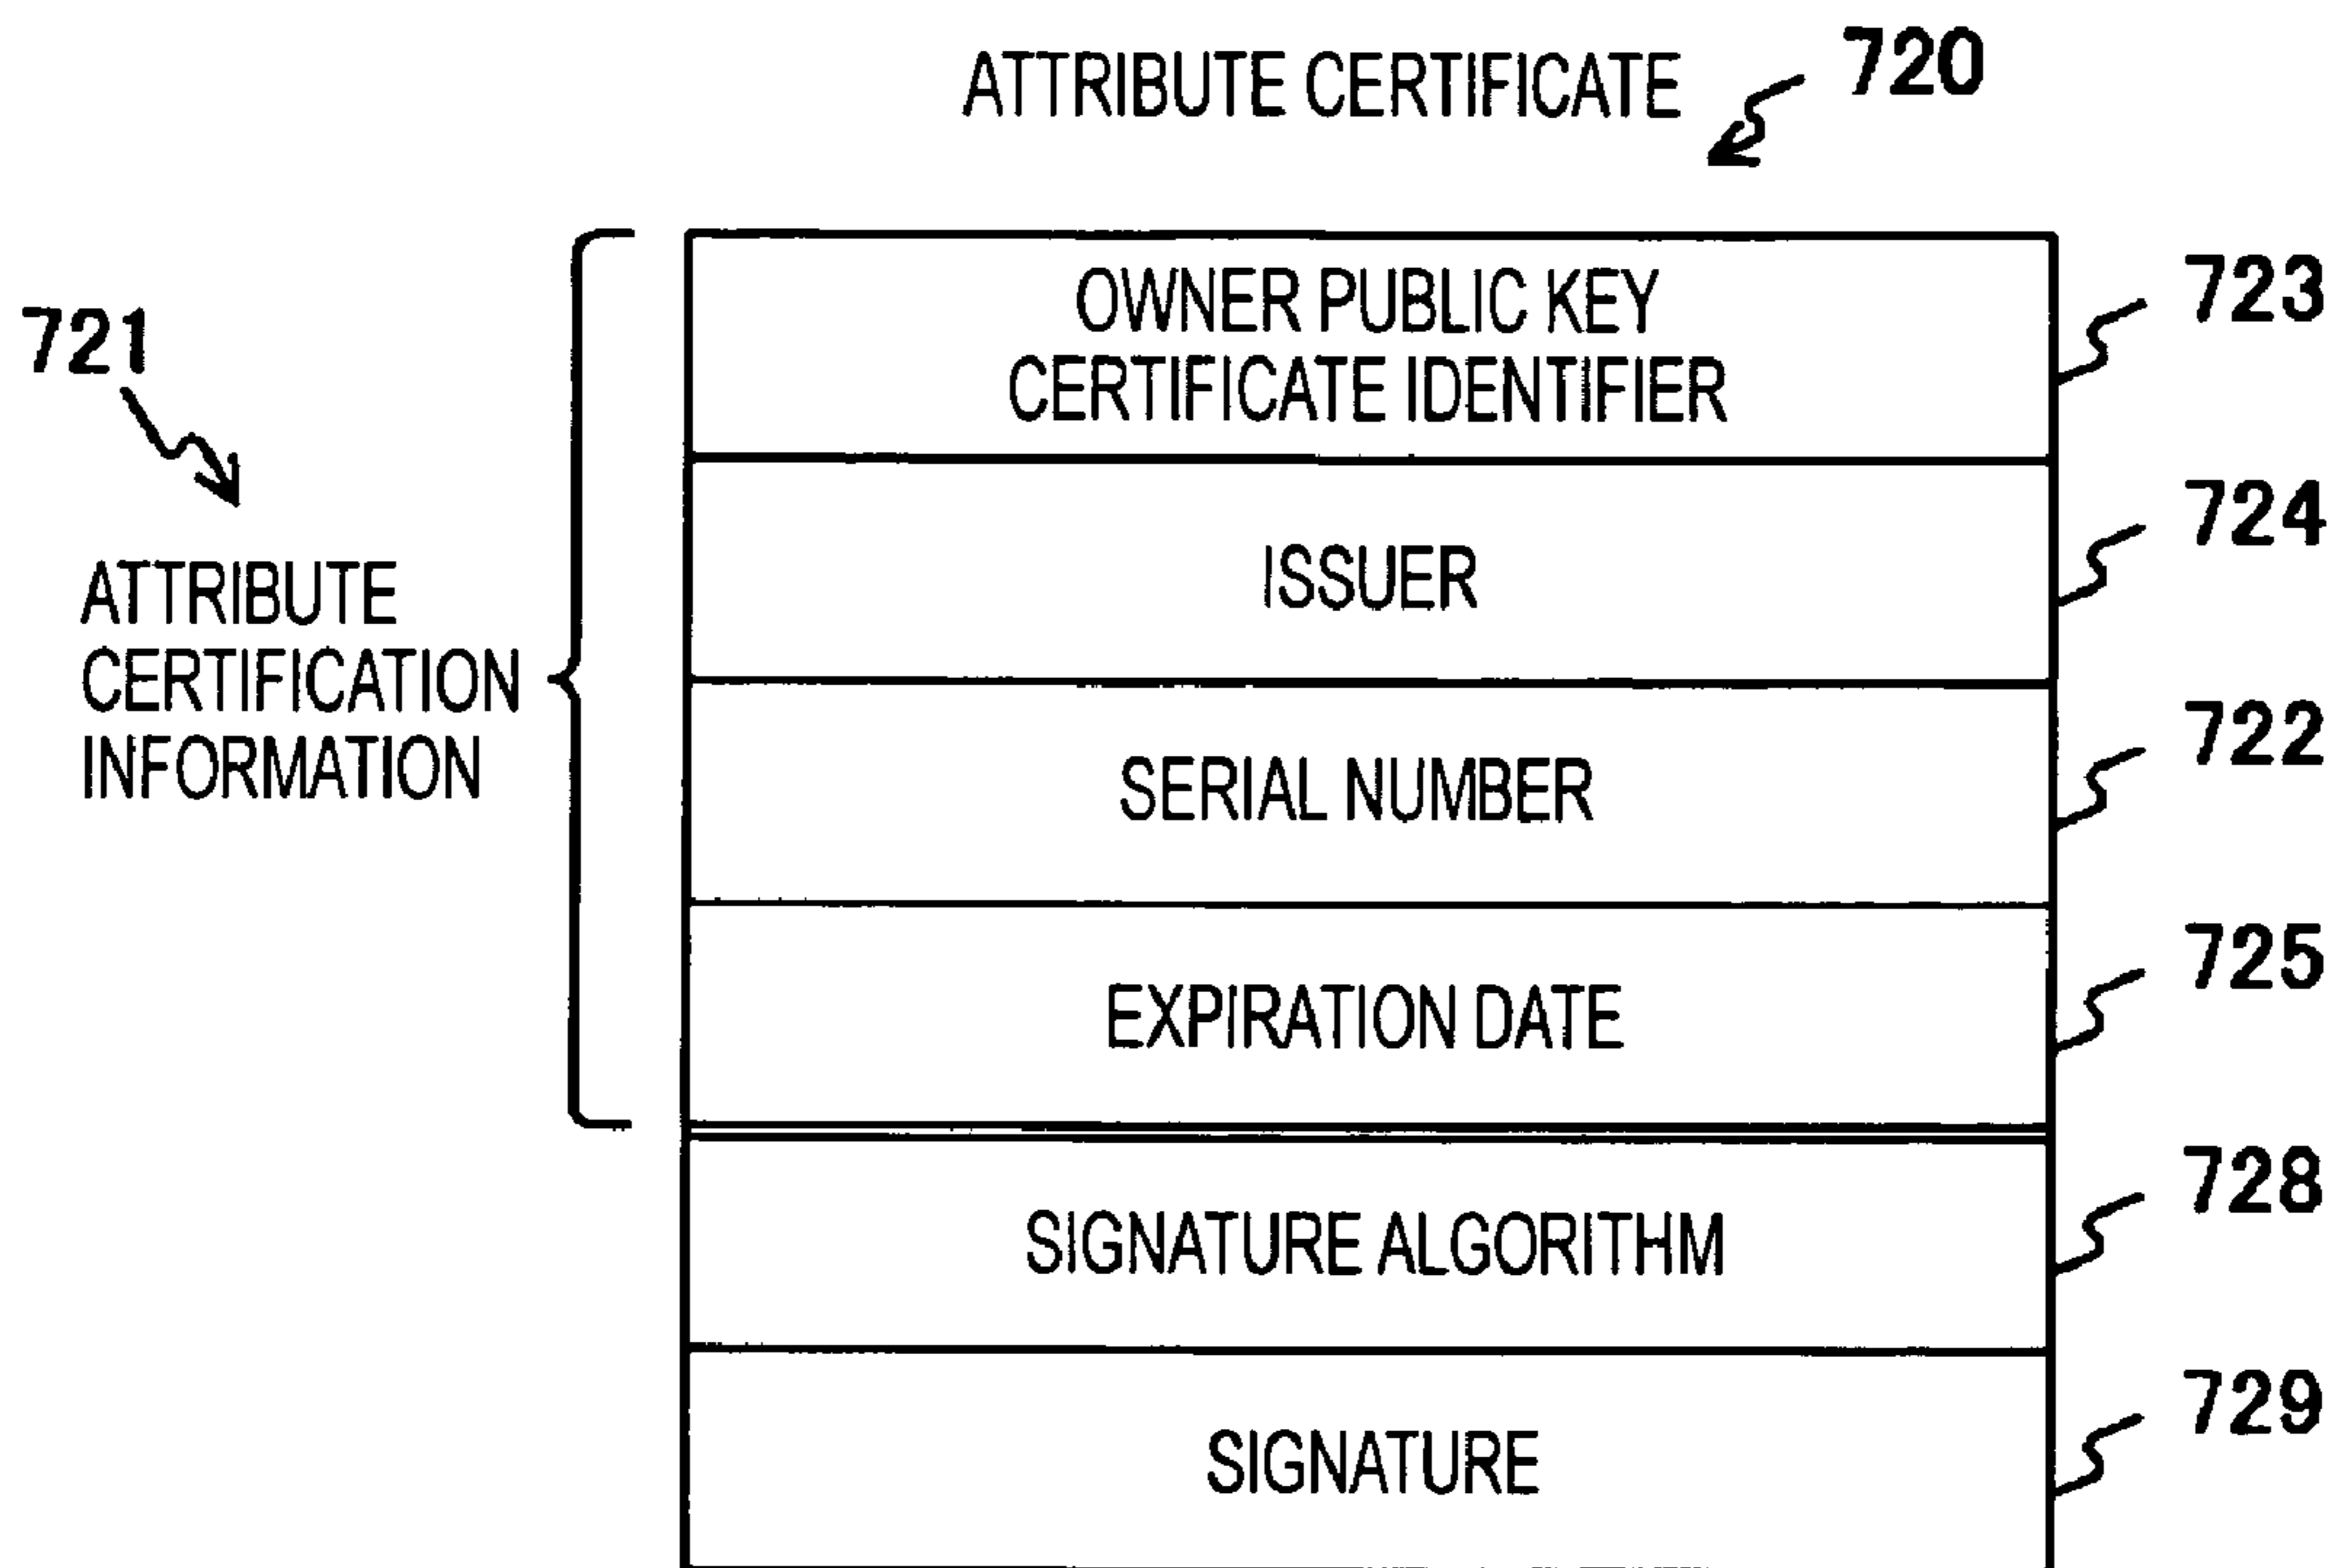 ATTRIBUTE CERTIFICATE 720
OWNER PUBLIC KEY
CERTIFICATE IDENTIFIER
723
721
ATTRIBUTE
CERTIFICATION
INFORMATION
ISSUER
724
SERIAL NUMBER
722
EXPIRATION DATE
725
SIGNATURE ALGORITHM
728
SIGNATURE
729